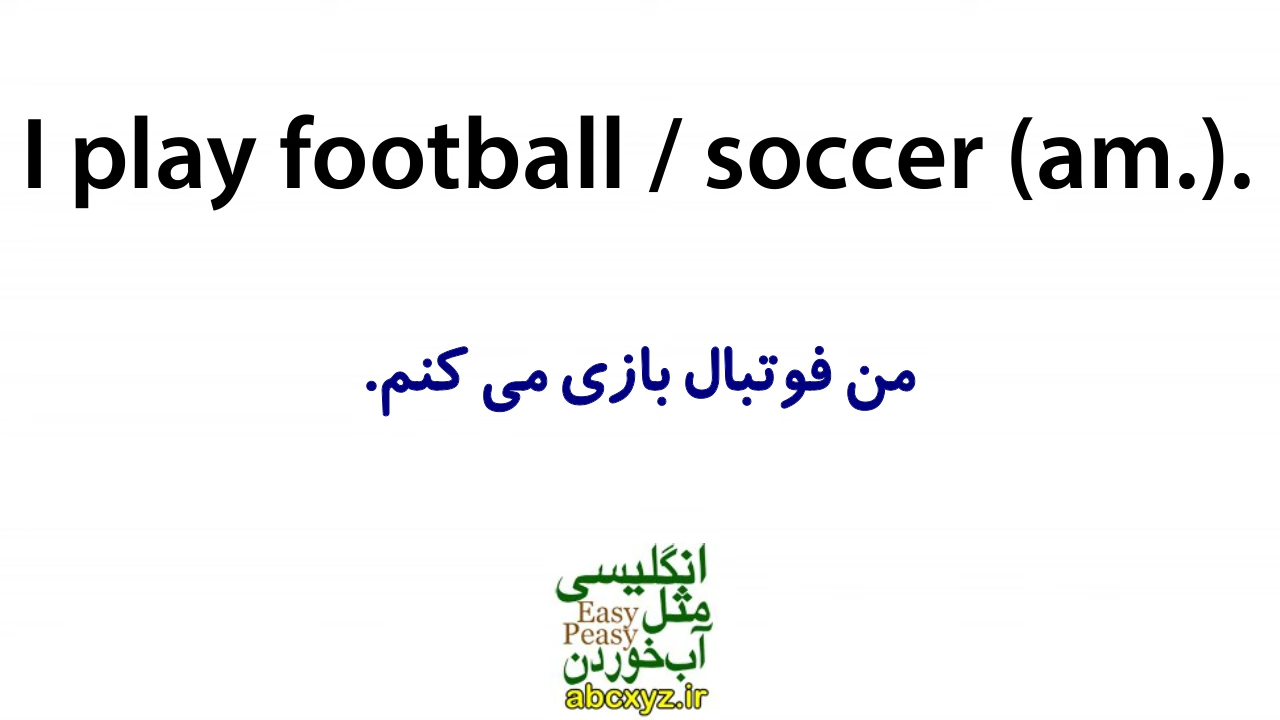 I play football / soccer (am.).
من فوتبال بازی می کنم.
انگلیسی
مثل
Easy
Peasy
آب‌خوردن
abcxyz.ir